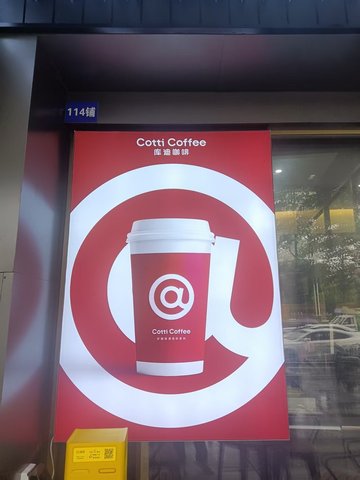 114铺
Cotti Coffee
库迪咖啡
@
Cotti Coffee